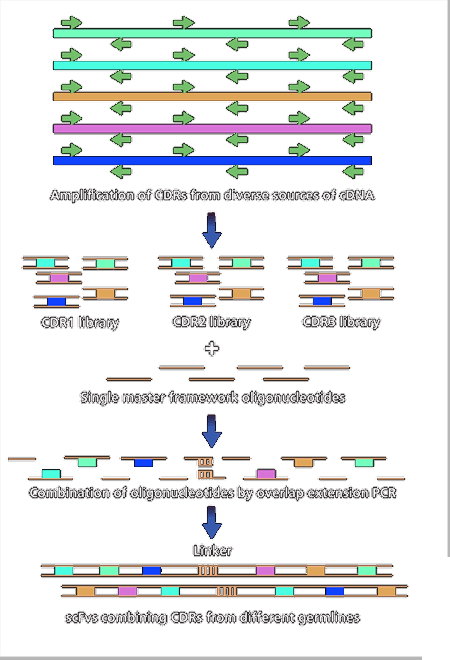 Amplification of CDRs from diverse sources of cDNA
CDR1 library
CDR2 library
CDR3 library
+
Single master framework oligonucleotides
Combination of oligonucleotides by overlap extension PCR
Linker
scFvs combining CDRs from different germlines